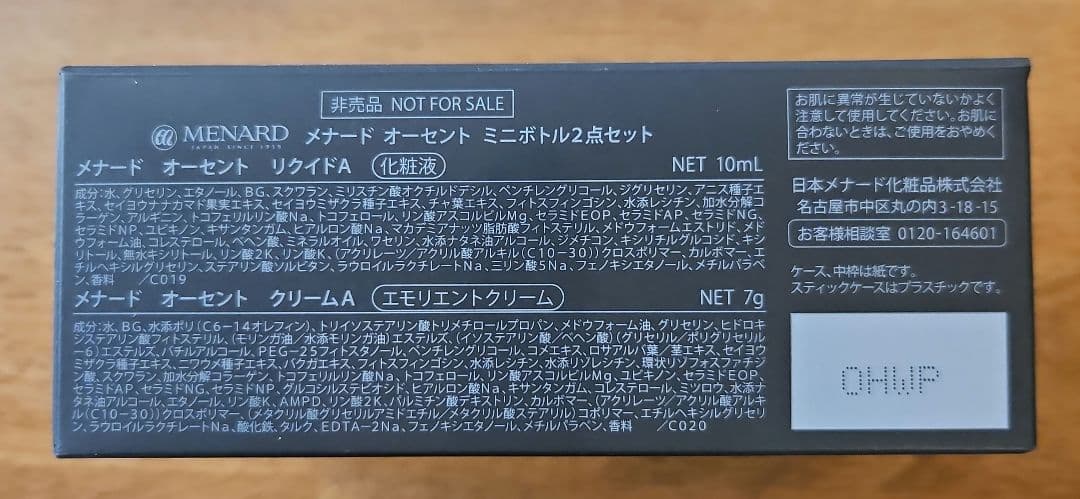 非売品 NOT FOR SALE
MENARD メナード オーセント ミニボトル2点セット
JAPAN SINCE 1959
メナード オーセント リクイドA 化粧液 NET 10mL
成分:水、グリセリン、エタノール、BG、スクワラン、ミリスチン酸オクチルドデシル、ペンチレングリコール、ジグリセリン、アニス種子エ
キス、セイヨウナナカマド果実エキス、セイヨウミザクラ種子エキス、チャ葉エキス、フィトスフィンゴシン、水添レシチン、加水分解コ
ラーゲン、アルギニン、トコフェリルリン酸Na、トコフェロール、リン酸アスコルビルMg、セラミドEOP、セラミドAP、セラミドNG、
セラミドNP、ユビキノン、キサンタンガム、ヒアルロン酸Na、マカデミアナッツ脂肪酸フィトステリル、メドウフォームエストリド、メド
ウフォーム油、コレステロール、ベヘン酸、ミネラルオイル、ワセリン、水添ナタネ油アルコール、ジメチコン、キシリチルグルコシド、キシ
リトール、無水キシリトール、リン酸2K、リン酸K、(アクリレーツ/アクリル酸アルキル(C10-30))クロスポリマー、カルボマー、エ
チルヘキシルグリセリン、ステアリン酸ソルビタン、ラウロイルラクチレートNa、三リン酸5Na、フェノキシエタノール、メチルパラベ
ン、香料 /C019
メナード オーセント クリームA エモリエントクリーム NET 7g
成分:水、BG、水添ポリ(C6-14オレフィン)、トリイソステアリン酸トリメチロールプロパン、メドウフォーム油、グリセリン、ヒドロキ
システアリン酸フィトステリル、(モリンガ油/水添モリンガ油)エステルズ、(イソステアリン酸/ベヘン酸)(グリセリル/ポリグリセリル
-6)エステルズ、バチルアルコール、PEG-25フィトスタノール、ペンチレングリコール、コメエキス、ロサアルバ葉/茎エキス、セイヨウ
ミザクラ種子エキス、エゾウメ種子エキス、バクガエキス、フィトスフィンゴシン、水添レシチン、水添リゾレシチン、環状リゾホスファチジン
酸、スクワラン、加水分解コラーゲン、トコフェリルリン酸Na、トコフェロール、リン酸アスコルビルMg、ユビキノン、セラミドEOP、
セラミドAP、セラミドNG、セラミドNP、グルコシルヘスペリジン、ヒアルロン酸Na、キサンタンガム、コレステロール、ミツロウ、水添ナ
タネ油アルコール、エタノール、リン酸K、AMPD、リン酸2K、パルミチン酸デキストリン、カルボマー、(アクリレーツ/アクリル酸アルキ
ル(C10-30))クロスポリマー、(メタクリル酸グリセリルアミドエチル/メタクリル酸ステアリル)コポリマー、エチルヘキシルグリセリ
ン、ラウロイルラクチレートNa、酸化鉄、タルク、EDTA-2Na、フェノキシエタノール、メチルパラベン、香料 /C020
お肌に異常が生じていないかよく
注意して使用してください。お肌に
合わないときは、ご使用をおやめく
ださい。
日本メナード化粧品株式会社
名古屋市中区丸の内3-18-15
お客様相談室 0120-164601
ケース、中枠は紙です。
スティックケースはプラスチックです。
QHWP